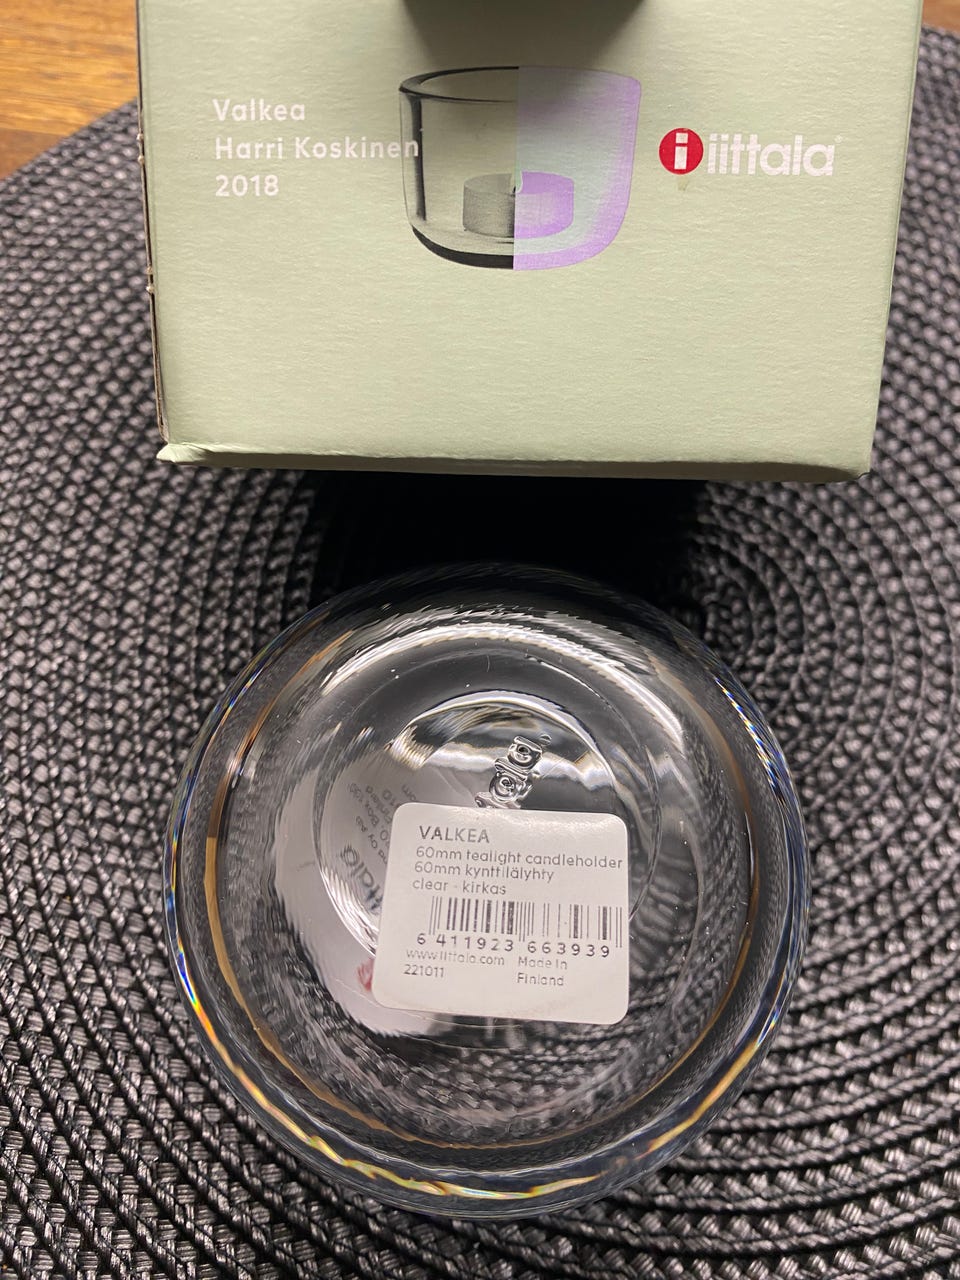 Valkea
Harri Koskinen
2018
i iittala
VALKEA
60mm tealight candleholder
60mm kynttilälyhty
clear - kirkas
6 411923 663939
www.iittala.com Made in
221011 Finland